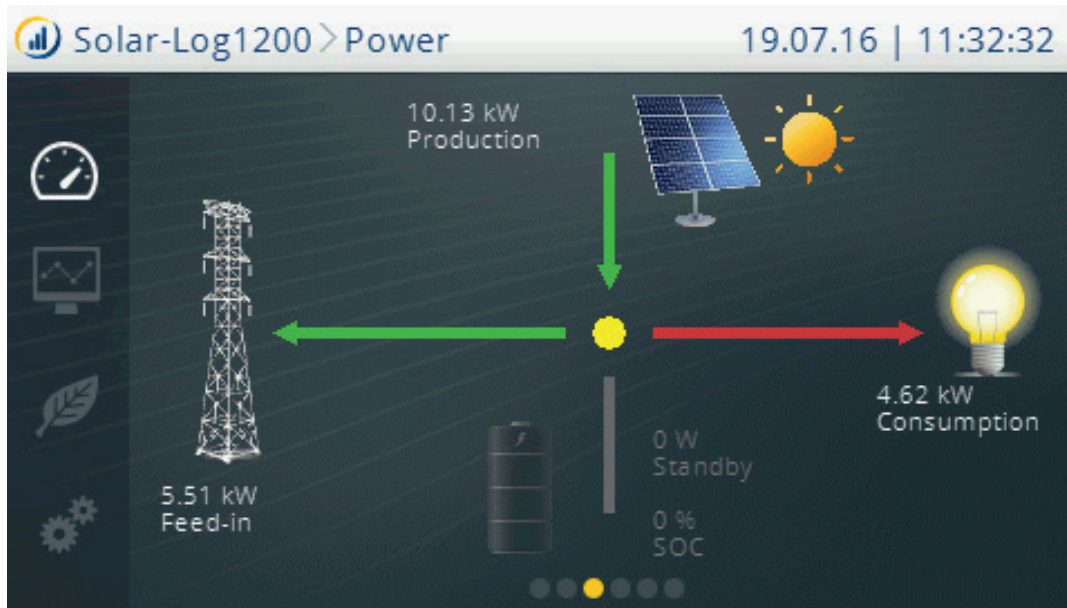 Solar-Log1200 > Power 19.07.16 | 11:32:32
10.13 kW
Production
4.62 kW
Consumption
0 W
Standby
5.51 kW
Feed-in
0 %
SOC